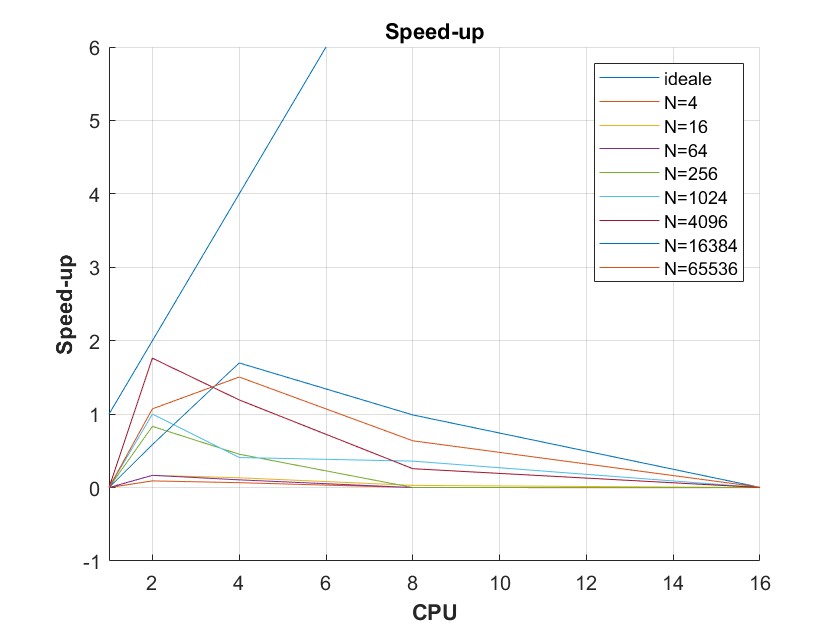 Speed-up
6
5
4
3
2
1
0
-1
Speed-up
ideale
N=4
N=16
N=64
N=256
N=1024
N=4096
N=16384
N=65536
2 4 6 8 10 12 14 16
CPU